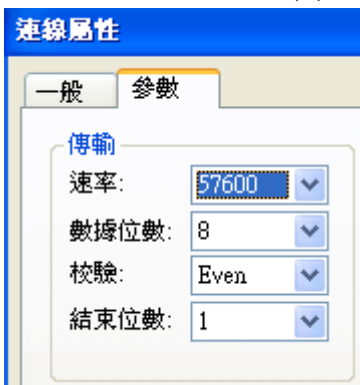 連線屬性
一般 參數
傳輸
速率: 57600
數據位數: 8
校驗: Even
結束位數: 1